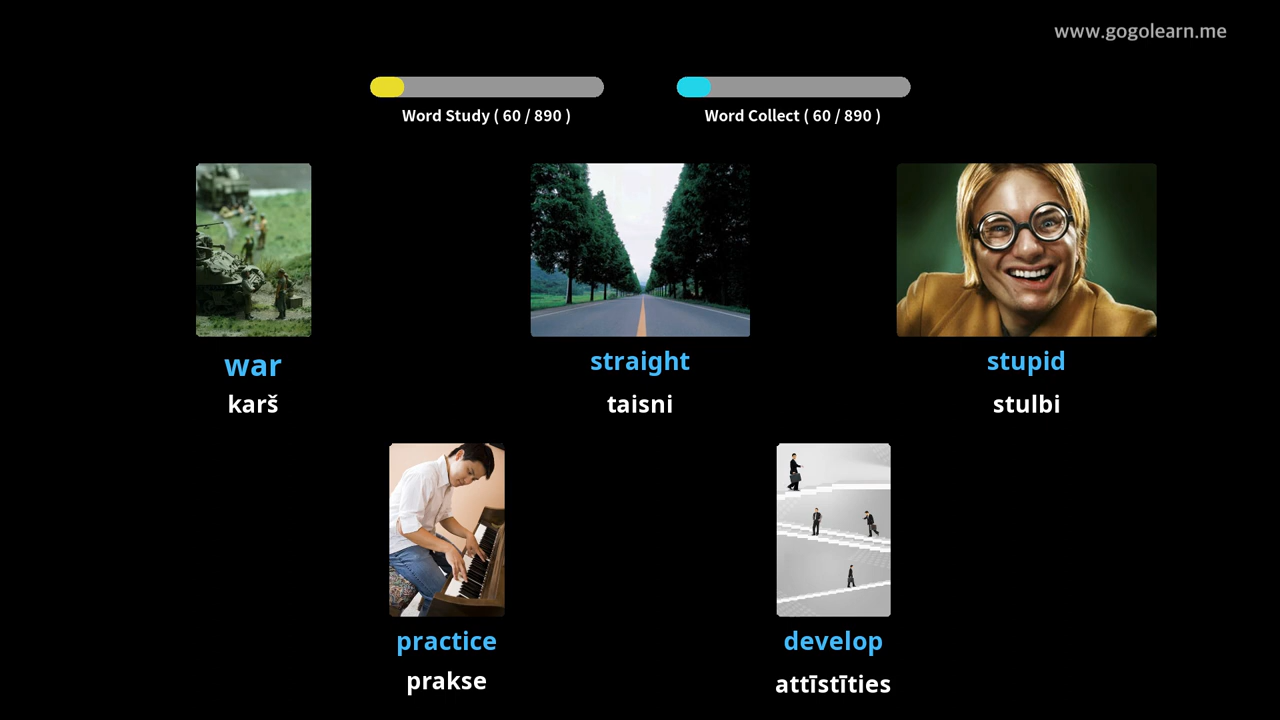 www.gogolearn.me
Word Study ( 60 / 890 )
Word Collect ( 60 / 890 )
war
karš
straight
taisni
stupid
stulbi
practice
prakse
develop
attīstīties